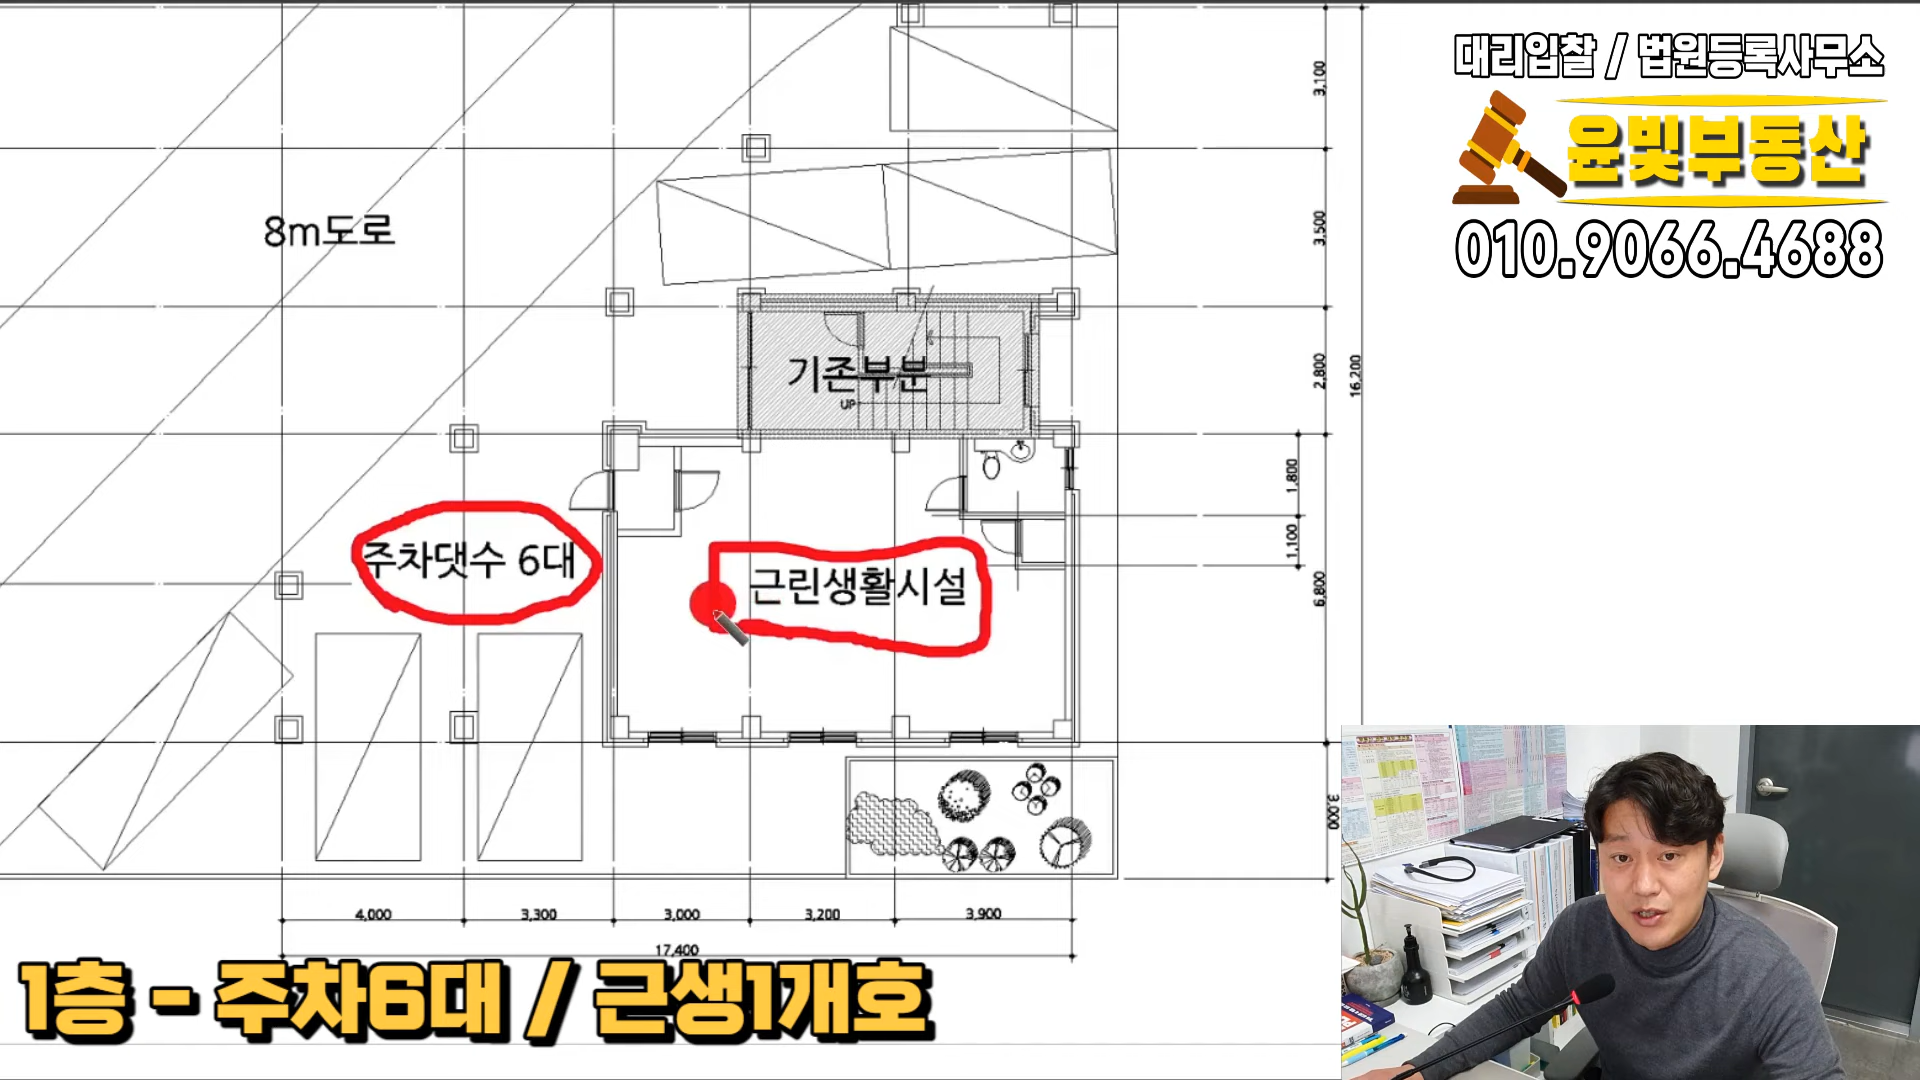 대리입찰 / 법원등록사무소
윤빛부동산
010.9066.4688
3,100
8m도로
3,500
기존부분
UP
2,800
16,200
1,800
1,100
주차댓수 6대
근린생활시설
6,800
3,000
4,000
3,300
3,000
3,200
3,900
17,400
1층 - 주차6대 / 근생1개호